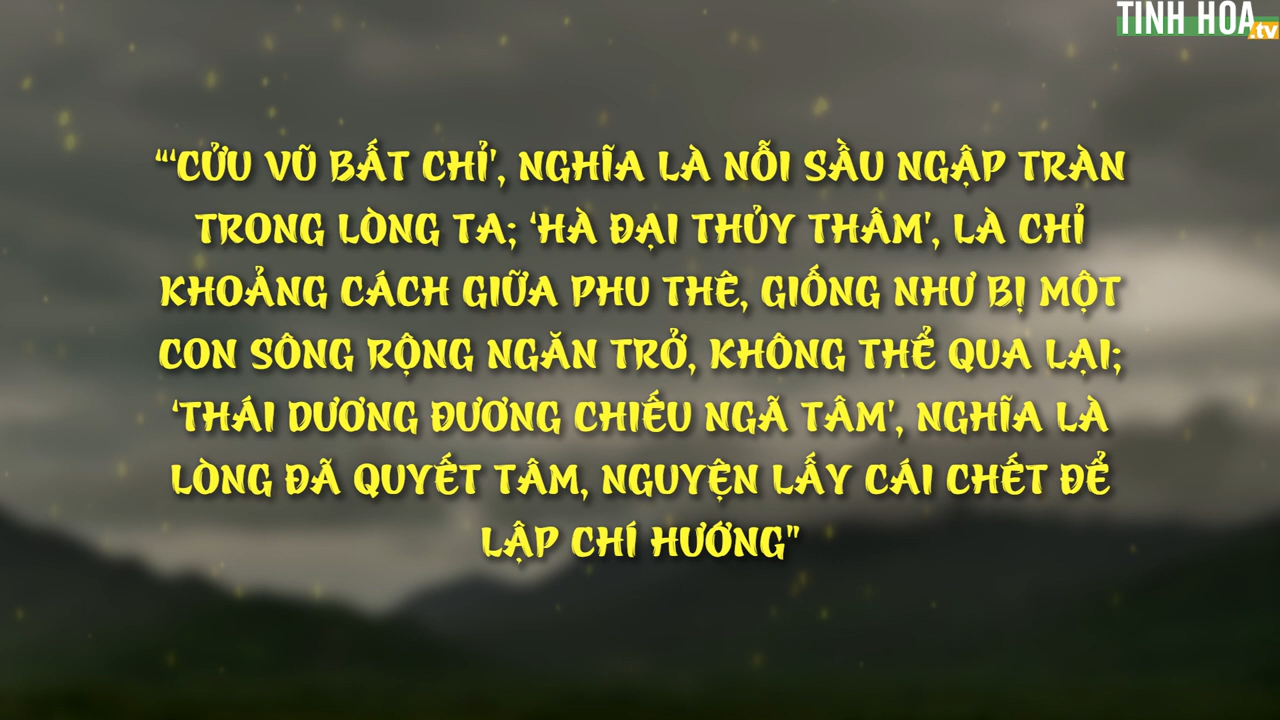 TINH HOA
.tv
"'CỬU VŨ BẤT CHỈ', NGHĨA LÀ NỖI SẦU NGẬP TRÀN
TRONG LÒNG TA; 'HÀ ĐẠI THỦY THÂM', LÀ CHỈ
KHOẢNG CÁCH GIỮA PHU THÊ, GIỐNG NHƯ BỊ MỘT
CON SÔNG RỘNG NGĂN TRỞ, KHÔNG THỂ QUA LẠI;
'THÁI DƯƠNG ĐƯƠNG CHIẾU NGÃ TÂM', NGHĨA LÀ
LÒNG ĐÃ QUYẾT TÂM, NGUYỆN LẤY CÁI CHẾT ĐỂ
LẬP CHÍ HƯỚNG"